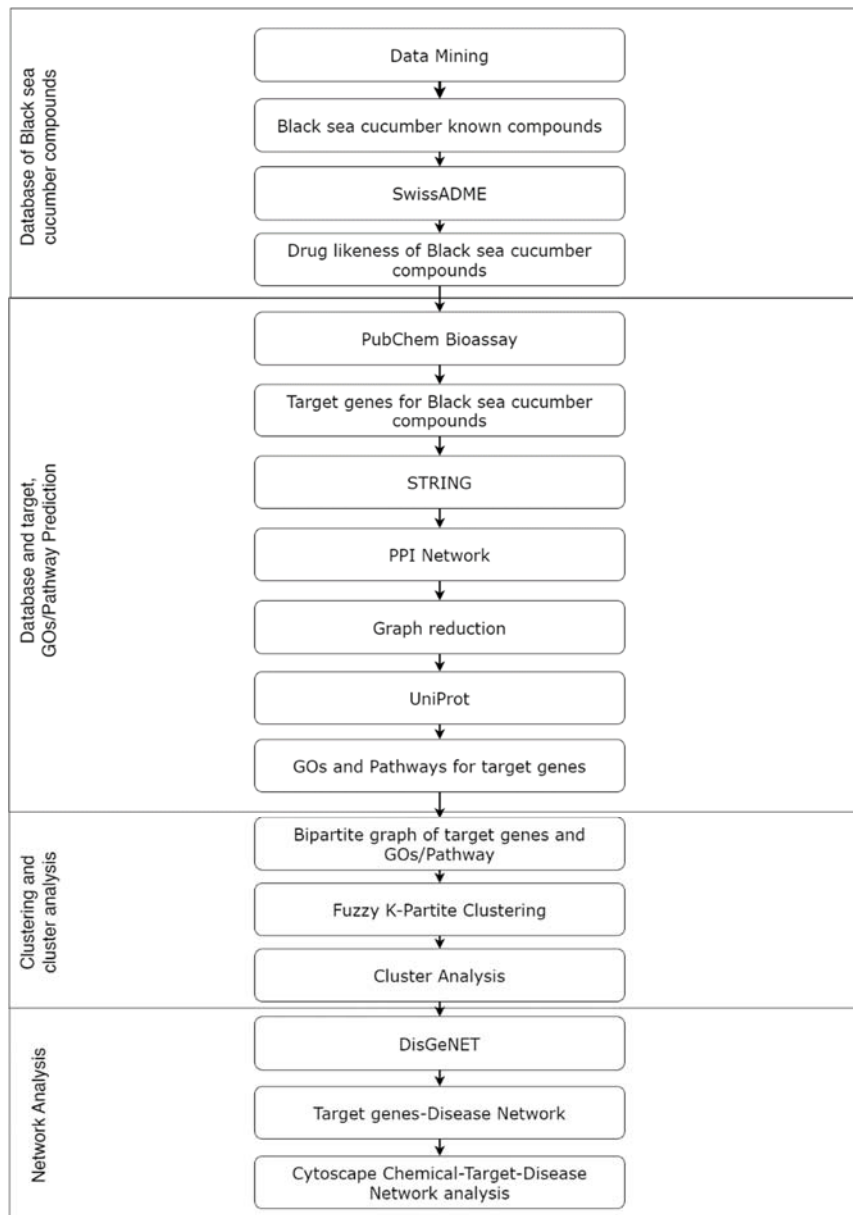 Database of Black sea
cucumber compounds
Data Mining
Black sea cucumber known compounds
SwissADME
Drug likeness of Black sea cucumber
compounds
Database and target,
GOs/Pathway Prediction
PubChem Bioassay
Target genes for Black sea cucumber
compounds
STRING
PPI Network
Graph reduction
UniProt
GOs and Pathways for target genes
Clustering and
cluster analysis
Bipartite graph of target genes and
GOs/Pathway
Fuzzy K-Partite Clustering
Cluster Analysis
Network Analysis
DisGeNET
Target genes-Disease Network
Cytoscape Chemical-Target-Disease
Network analysis